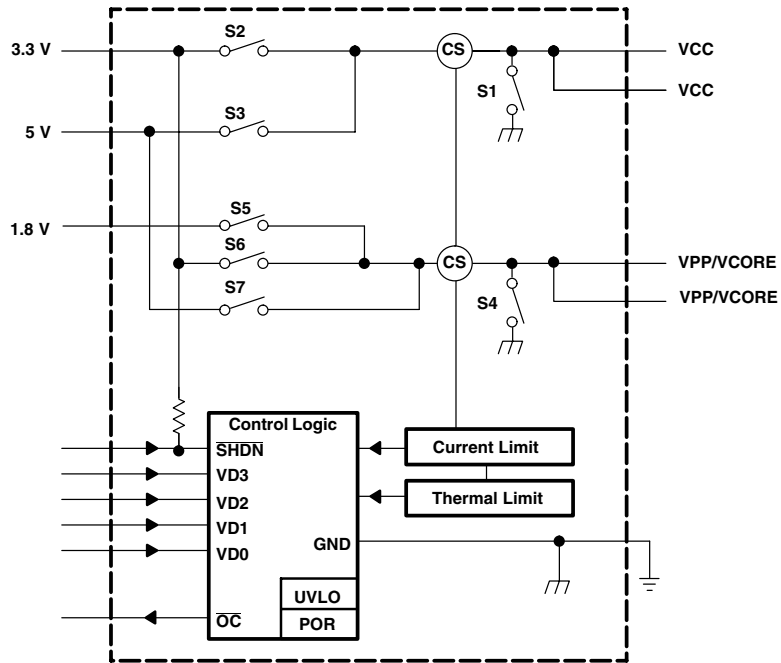 S2
3.3 V
CS
VCC
S1
VCC
S3
5 V
S5
1.8 V
S6
CS
VPP/VCORE
S7
S4
VPP/VCORE
Control Logic
SHDN
Current Limit
VD3
VD2
Thermal Limit
VD1
VD0
GND
UVLO
OC
POR